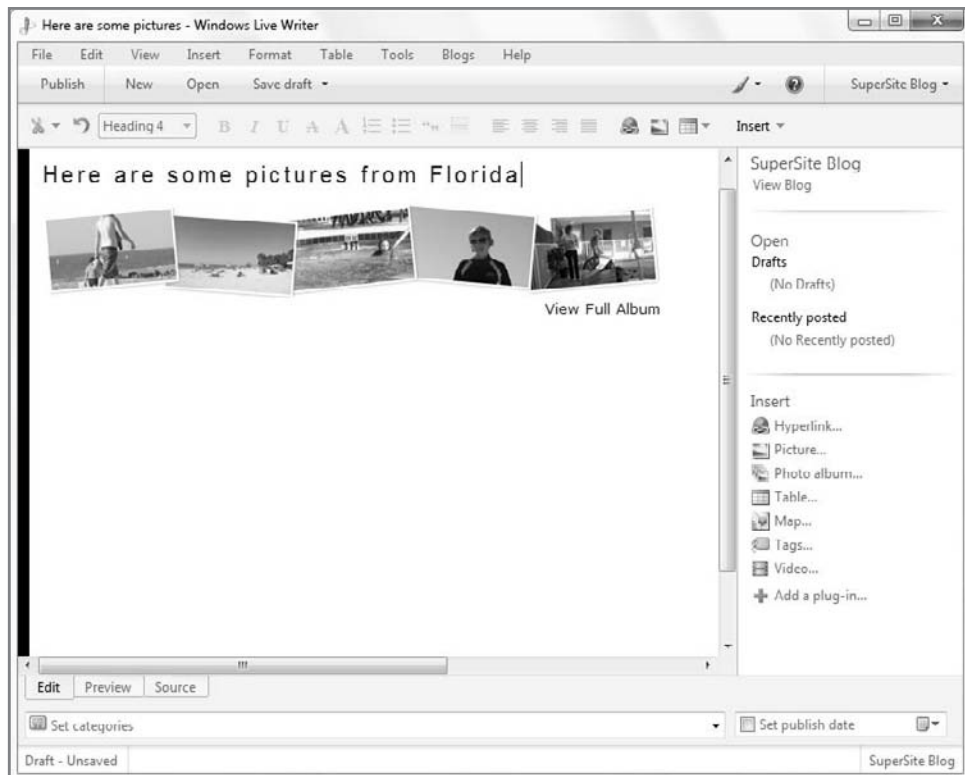 Here are some pictures - Windows Live Writer
File Edit View Insert Format Table Tools Blogs Help
Publish New Open Save draft SuperSite Blog
Heading 4 B I U A A Insert
Here are some pictures from Florida
View Full Album
SuperSite Blog
View Blog
Open
Drafts
(No Drafts)
Recently posted
(No Recently posted)
Insert
Hyperlink...
Picture...
Photo album...
Table...
Map...
Tags...
Video...
Add a plug-in...
Edit Preview Source
Set categories Set publish date
Draft - Unsaved SuperSite Blog